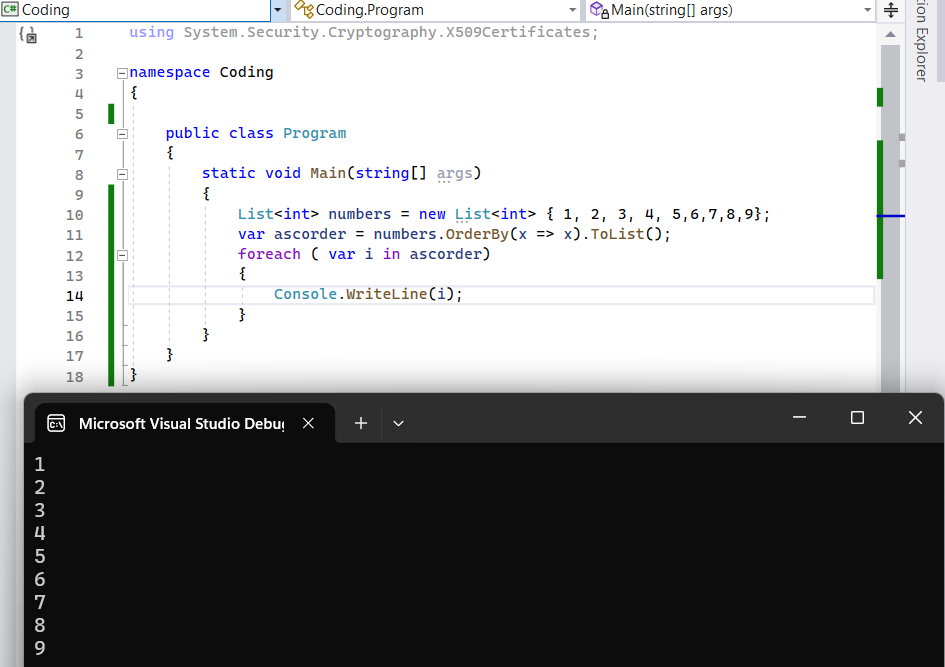 C# Coding
Coding.Program
Main(string[] args)
1 using System.Security.Cryptography.X509Certificates;
2
3 namespace Coding
4 {
5
6 public class Program
7 {
8 static void Main(string[] args)
9 {
10 List<int> numbers = new List<int> { 1, 2, 3, 4, 5,6,7,8,9};
11 var ascorder = numbers.OrderBy(x => x).ToList();
12 foreach ( var i in ascorder)
13 {
14 Console.WriteLine(i);
15 }
16 }
17 }
18 }
ion Explorer
C:\ Microsoft Visual Studio Debug
1
2
3
4
5
6
7
8
9